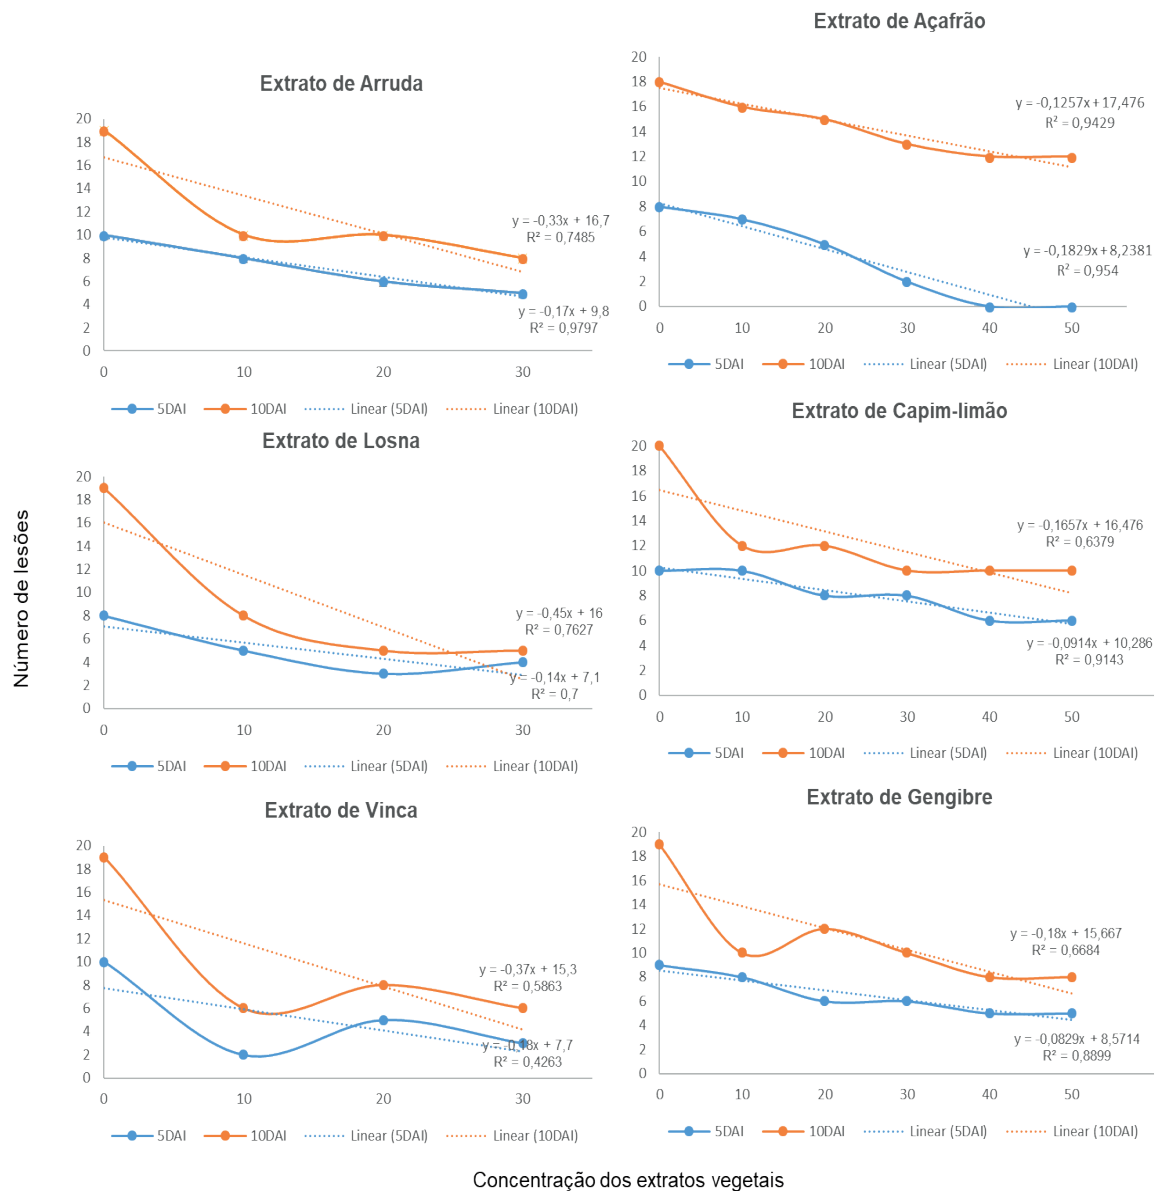 Extrato de Arruda
20
18
16
14
12
10
8
6
4
2
0
0 10 20 30
y = -0,33x + 16,7
R² = 0,7485
y = -0,17x + 9,8
R² = 0,9797
5DAI 10DAI Linear (5DAI) Linear (10DAI)
Extrato de Açafrão
20
18
16
14
12
10
8
6
4
2
0
0 10 20 30 40 50
y = -0,1257x + 17,476
R² = 0,9429
y = -0,1829x + 8,2381
R² = 0,954
5DAI 10DAI Linear (5DAI) Linear (10DAI)
Número de lesões
Extrato de Losna
20
18
16
14
12
10
8
6
4
2
0
0 10 20 30
y = -0,45x + 16
R² = 0,7627
y = -0,14x + 7,1
R² = 0,7
5DAI 10DAI Linear (5DAI) Linear (10DAI)
Extrato de Capim-limão
20
18
16
14
12
10
8
6
4
2
0
0 10 20 30 40 50
y = -0,1657x + 16,476
R² = 0,6379
y = -0,0914x + 10,286
R² = 0,9143
5DAI 10DAI Linear (5DAI) Linear (10DAI)
Extrato de Vinca
20
18
16
14
12
10
8
6
4
2
0
0 10 20 30
y = -0,37x + 15,3
R² = 0,5863
y = -0,18x + 7,7
R² = 0,4263
5DAI 10DAI Linear (5DAI) Linear (10DAI)
Extrato de Gengibre
20
18
16
14
12
10
8
6
4
2
0
0 10 20 30 40 50
y = -0,18x + 15,667
R² = 0,6684
y = -0,0829x + 8,5714
R² = 0,8899
5DAI 10DAI Linear (5DAI) Linear (10DAI)
Concentração dos extratos vegetais